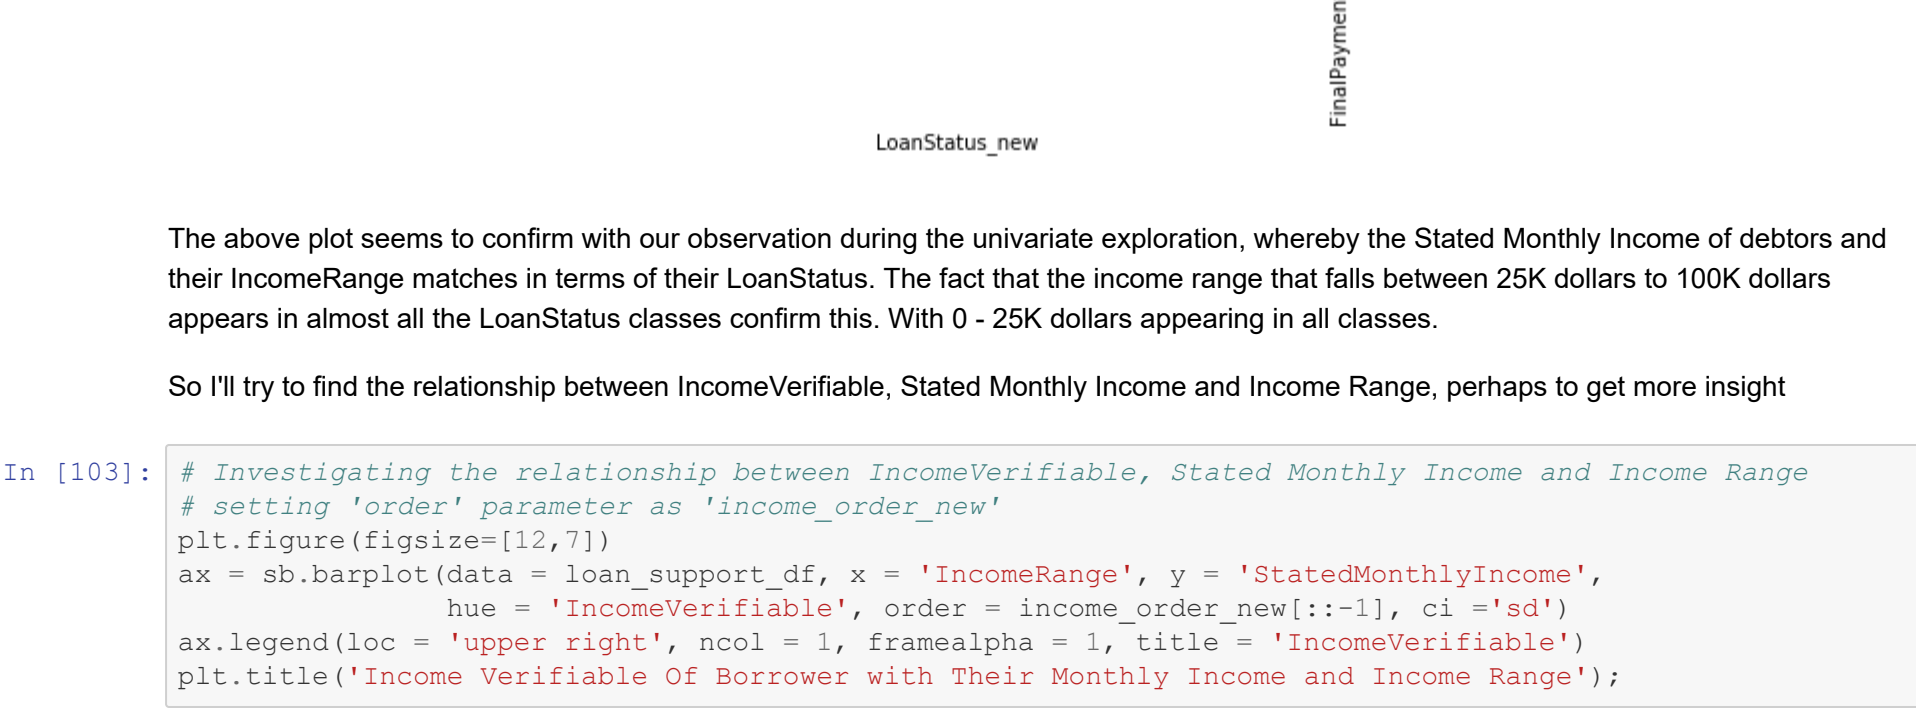 FinalPaymen
LoanStatus_new
The above plot seems to confirm with our observation during the univariate exploration, whereby the Stated Monthly Income of debtors and
their IncomeRange matches in terms of their LoanStatus. The fact that the income range that falls between 25K dollars to 100K dollars
appears in almost all the LoanStatus classes confirm this. With 0 - 25K dollars appearing in all classes.
So I'll try to find the relationship between IncomeVerifiable, Stated Monthly Income and Income Range, perhaps to get more insight
In [103]: # Investigating the relationship between IncomeVerifiable, Stated Monthly Income and Income Range
# setting 'order' parameter as 'income_order_new'
plt.figure(figsize=[12,7])
ax = sb.barplot(data = loan_support_df, x = 'IncomeRange', y = 'StatedMonthlyIncome',
hue = 'IncomeVerifiable', order = income_order_new[::-1], ci ='sd')
ax.legend(loc = 'upper right', ncol = 1, framealpha = 1, title = 'IncomeVerifiable')
plt.title('Income Verifiable Of Borrower with Their Monthly Income and Income Range');